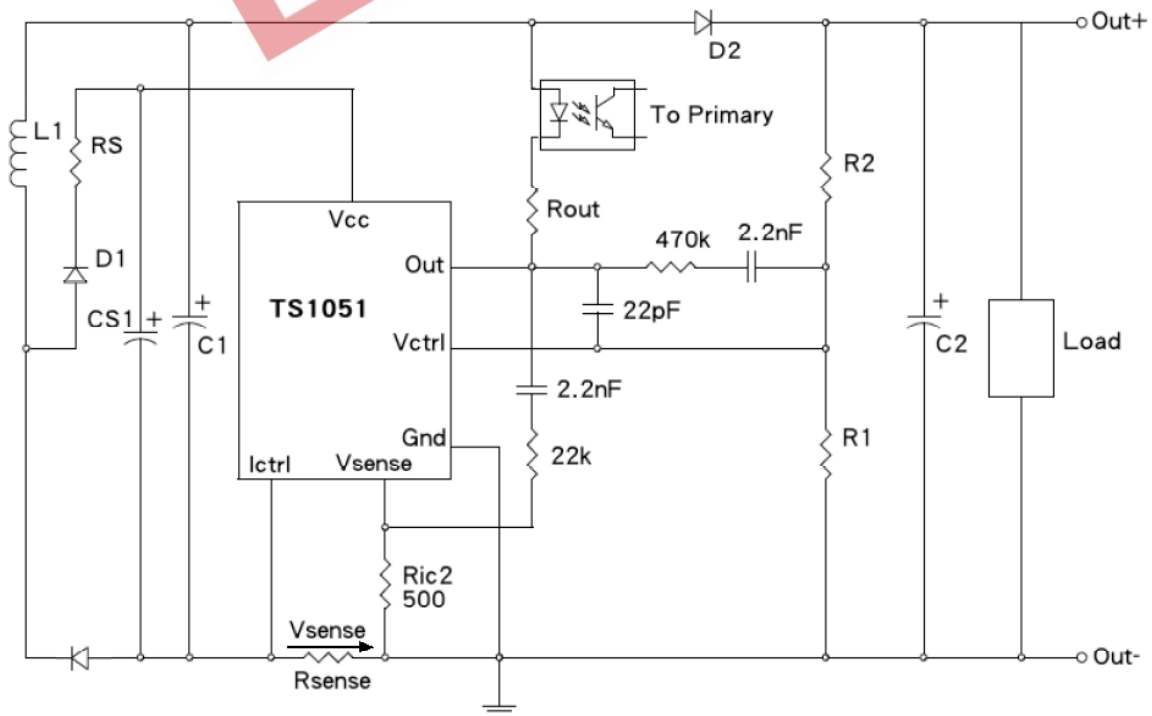 Out+
D2
L1
RS
To Primary
R2
Vcc
Rout
470k
2.2nF
D1
Out
TS1051
CS1 +
+
C1
22pF
+
C2
Load
Vctrl
2.2nF
Gnd
R1
22k
Ictrl
Vsense
Ric2
500
Vsense
Rsense
Out-